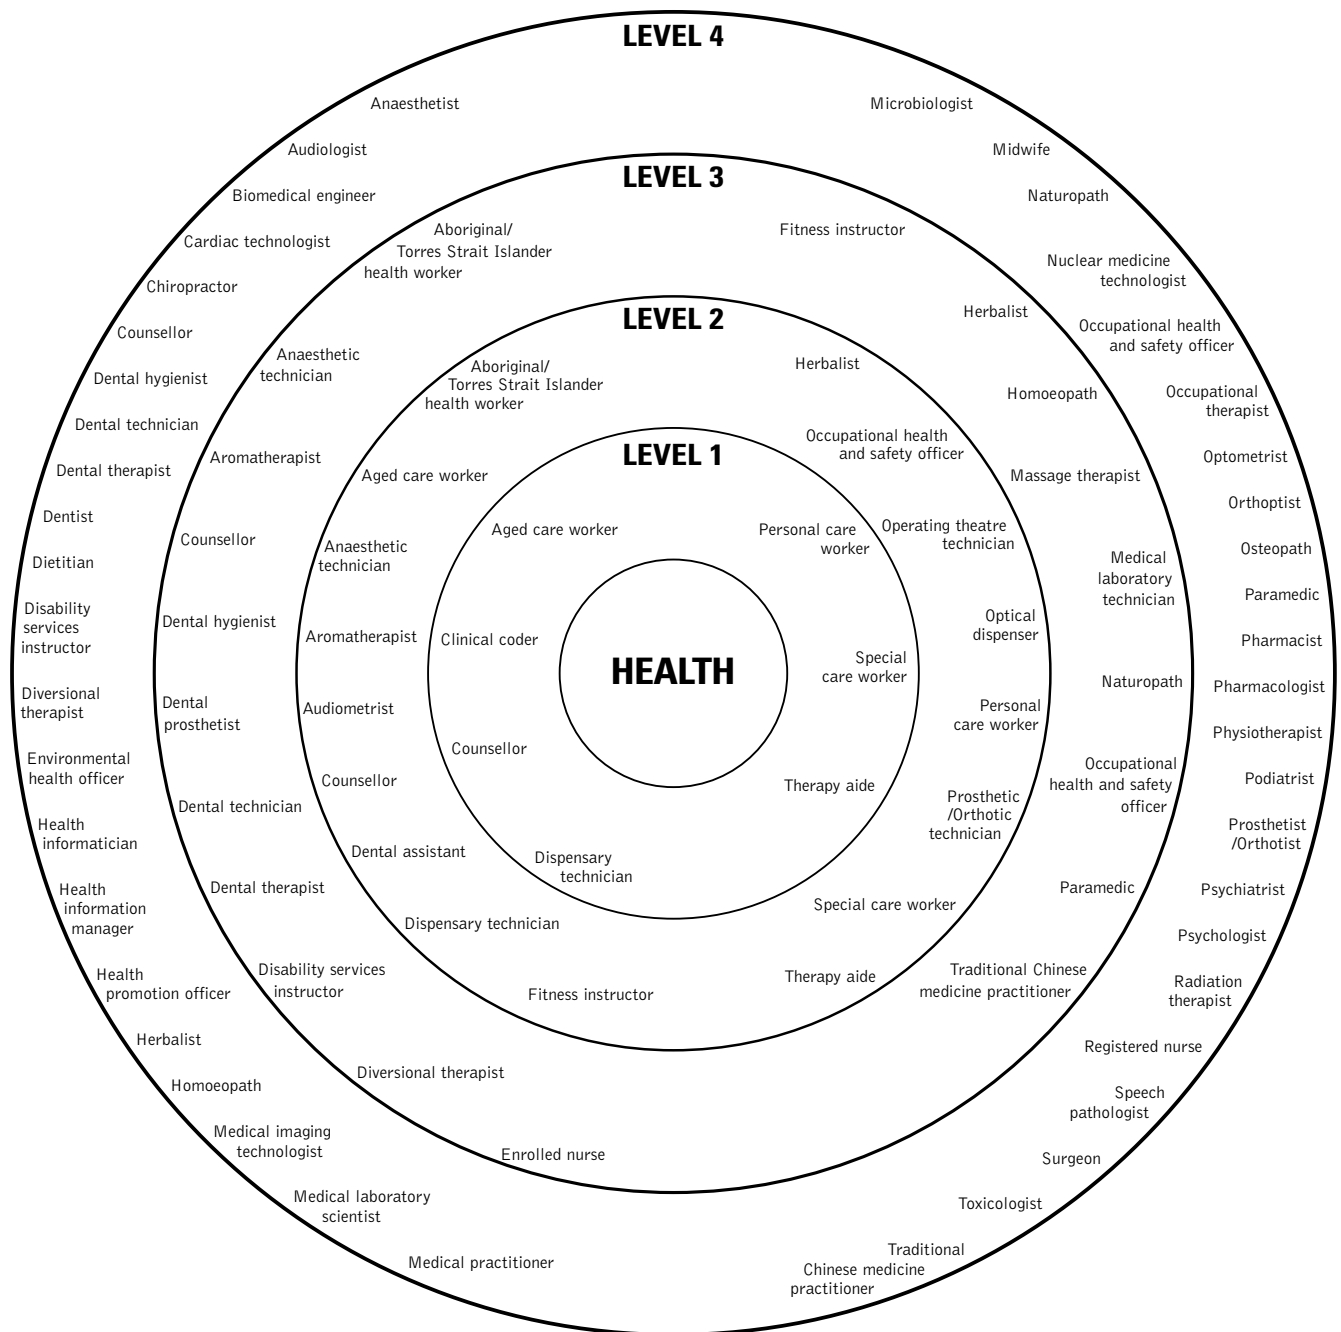 LEVEL 4
Anaesthetist
Audiologist
Biomedical engineer
Cardiac technologist
Chiropractor
Counsellor
Dental hygienist
Dental technician
Dental therapist
Dentist
Dietitian
Disability
services
instructor
Diversional
therapist
Environmental
health officer
Health
informatician
Health
information
manager
Health
promotion officer
Herbalist
Homoeopath
Medical imaging
technologist
Medical laboratory
scientist
Medical practitioner
Microbiologist
Midwife
Naturopath
Nuclear medicine
technologist
Occupational health
and safety officer
Occupational
therapist
Optometrist
Orthoptist
Osteopath
Paramedic
Pharmacist
Pharmacologist
Physiotherapist
Podiatrist
Prosthetist
/Orthotist
Psychiatrist
Psychologist
Radiation
therapist
Registered nurse
Speech
pathologist
Surgeon
Toxicologist
Traditional
Chinese medicine
practitioner
LEVEL 3
Aboriginal/
Torres Strait Islander
health worker
Anaesthetic
technician
Aromatherapist
Counsellor
Dental hygienist
Dental
prosthetist
Dental technician
Dental therapist
Disability services
instructor
Diversional therapist
Enrolled nurse
Fitness instructor
Herbalist
Homoeopath
Massage therapist
Medical
laboratory
technician
Naturopath
Occupational
health and safety
officer
Paramedic
Traditional Chinese
medicine practitioner
LEVEL 2
Aboriginal/
Torres Strait Islander
health worker
Aged care worker
Anaesthetic
technician
Aromatherapist
Audiometrist
Counsellor
Dental assistant
Dispensary technician
Fitness instructor
Herbalist
Occupational health
and safety officer
Operating theatre
technician
Optical
dispenser
Personal
care worker
Prosthetic
/Orthotic
technician
Special care worker
Therapy aide
LEVEL 1
Aged care worker
Clinical coder
Counsellor
Dispensary
technician
Personal care
worker
Special
care worker
Therapy aide
HEALTH